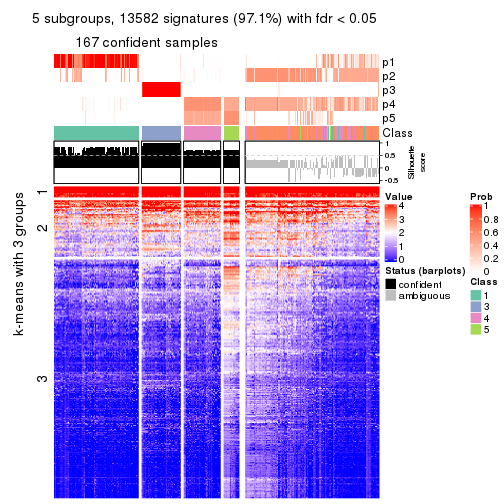 5 subgroups, 13582 signatures (97.1%) with fdr < 0.05
167 confident samples
p1
p2
p3
p4
p5
Class
1
0.5
0
-0.5
Silhouette
score
k-means with 3 groups
1
2
3
Value
4
3
2
1
0
Status (barplots)
confident
ambiguous
Prob
1
0.8
0.6
0.4
0.2
0
Class
1
3
4
5